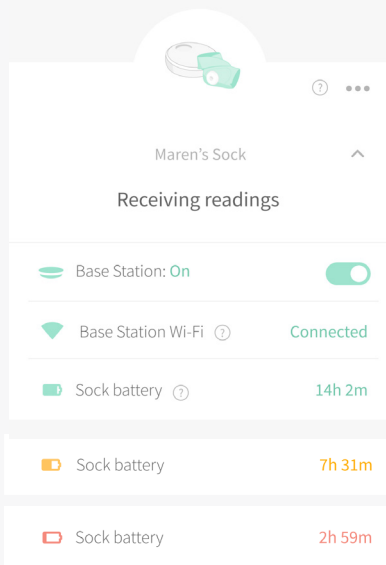 Maren's Sock
Receiving readings
Base Station: On
Base Station Wi-Fi ? Connected
Sock battery ? 14h 2m
Sock battery 7h 31m
Sock battery 2h 59m